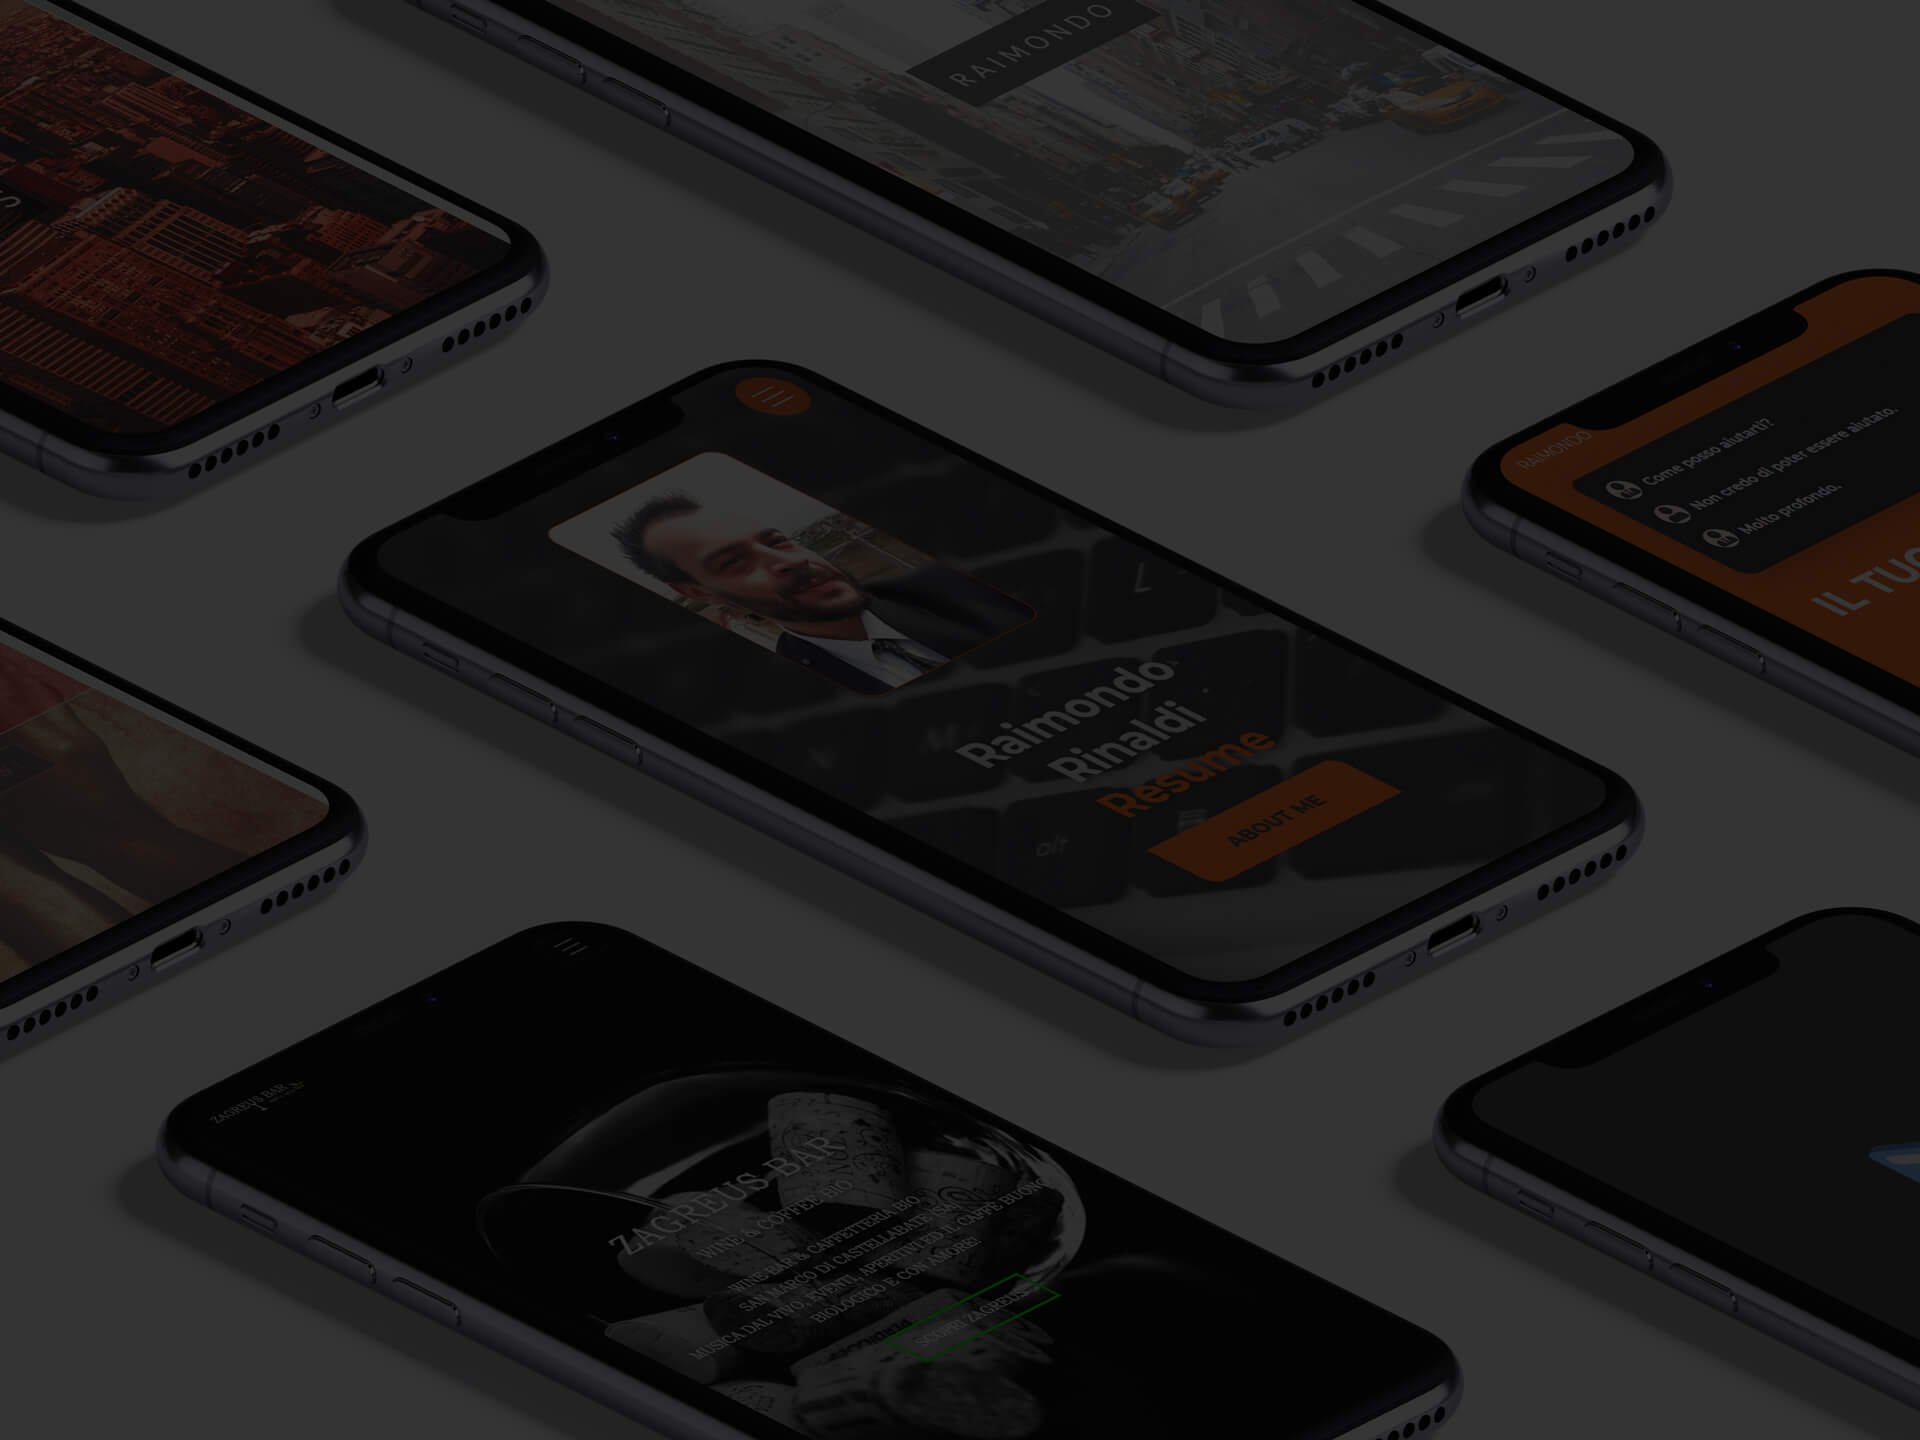 RAIMONDO
S
RAIMONDO
Come posso aiutarti?
Non credo di poter essere aiutato.
Molto profondo.
IL TUO
Raimondo
Rinaldi
Resume
ABOUT ME
ZAGREUS BAR
ZAGREUS BAR
WINE & COFFEE BIO
WINE BAR & CAFFETTERIA BIO
SAN MARCO DI CASTELLABATE (SA)
MUSICA DAL VIVO, EVENTI, APERITIVI ED IL CAFFÈ BUONO,
BIOLOGICO E CON AMORE!
SCOPRI ZAGREUS